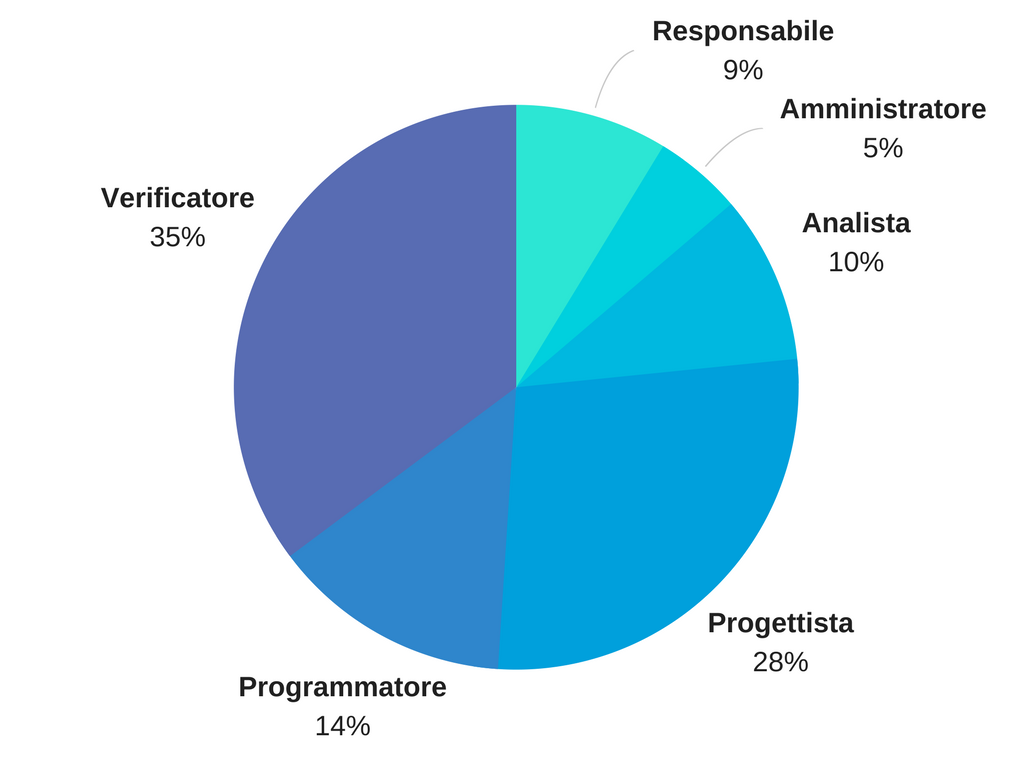 Responsabile
9%
Amministratore
5%
Analista
10%
Progettista
28%
Programmatore
14%
Verificatore
35%